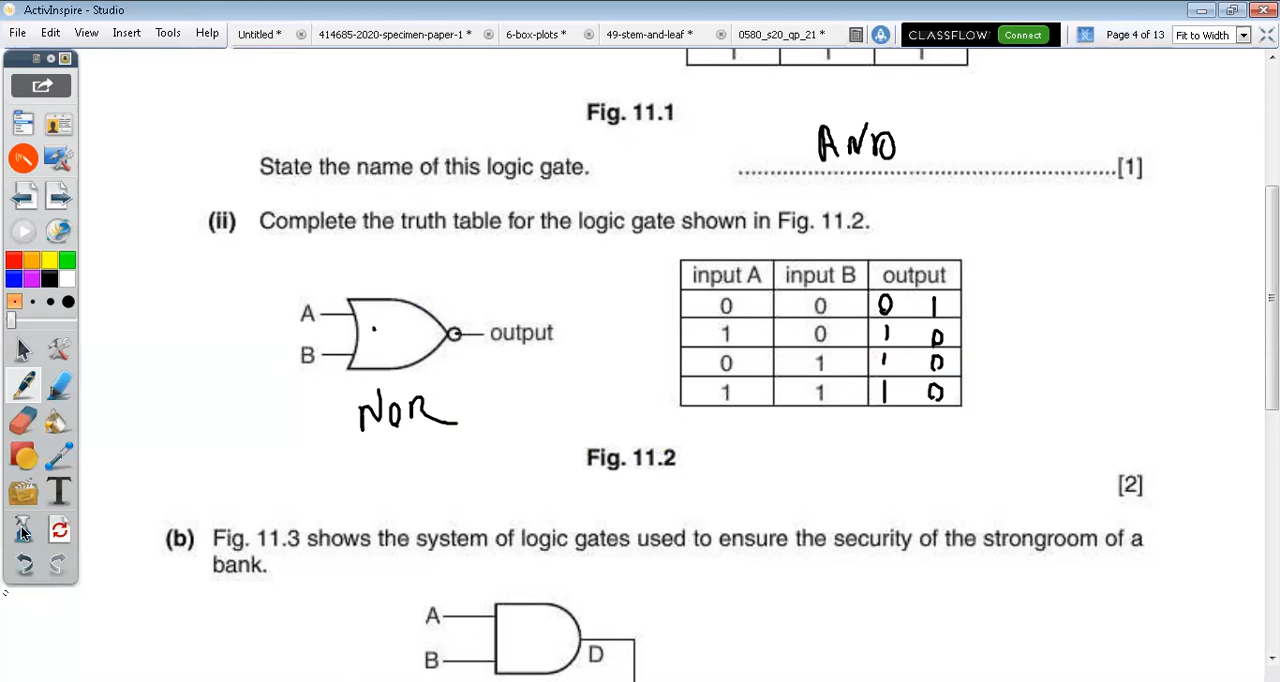 ActivInspire - Studio
File Edit View Insert Tools Help Untitled * 414685-2020-specimen-paper-1 * 6-box-plots * 49-stem-and-leaf * 0580_s20_qp_21 * CLASSFLOW Connect Page 4 of 13 Fit to Width
1 1 1
Fig. 11.1
AND
State the name of this logic gate. ........................................................[1]
(ii) Complete the truth table for the logic gate shown in Fig. 11.2.
input A input B output
0 0 0 1
1 0 1 0
0 1 1 0
1 1 1 0
A
B
output
NOR
Fig. 11.2
[2]
(b) Fig. 11.3 shows the system of logic gates used to ensure the security of the strongroom of a
bank.
A
B
D